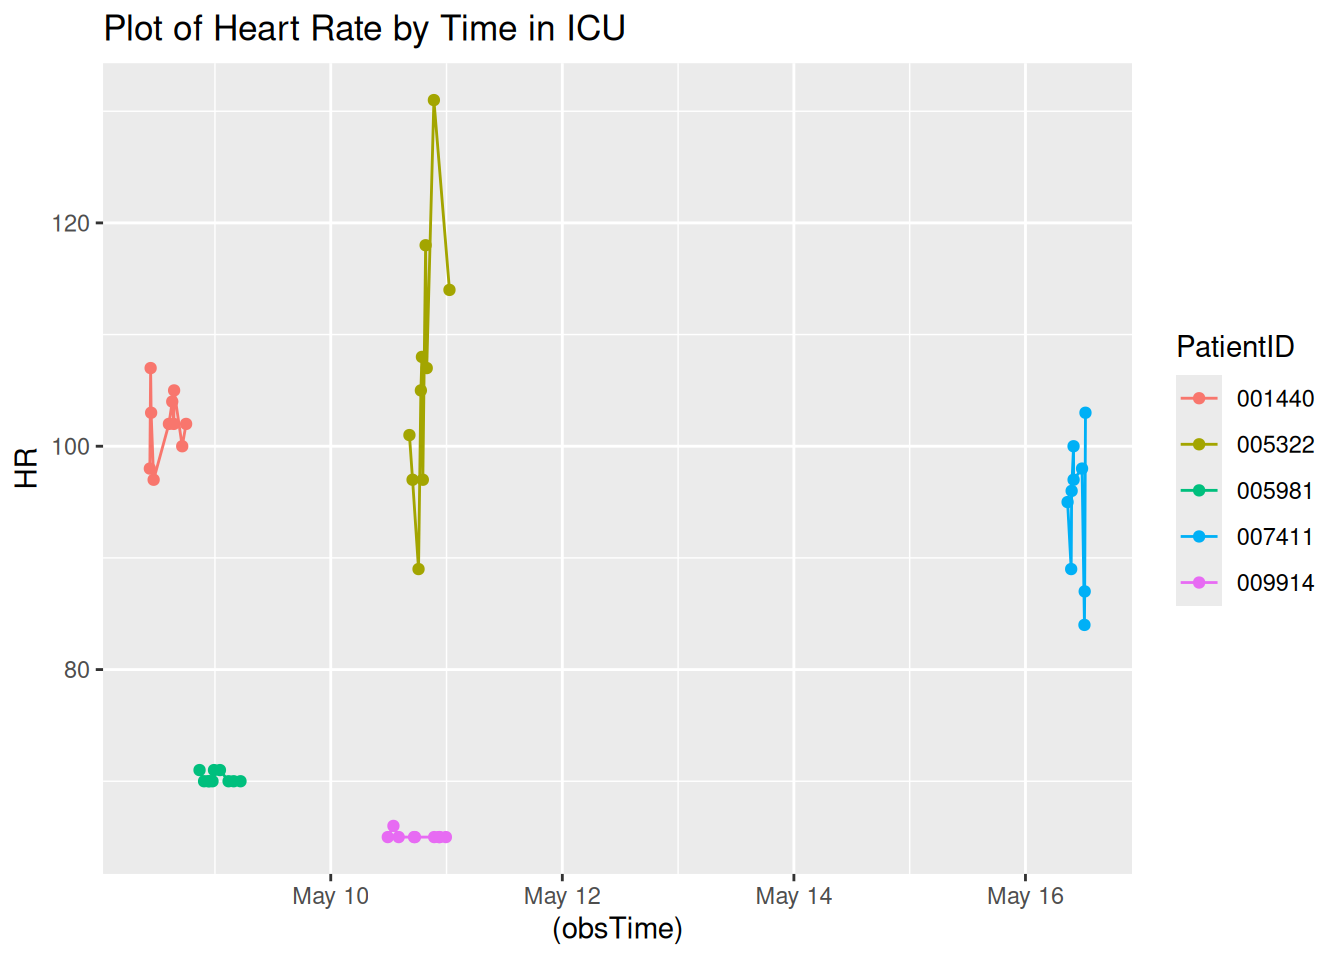 Plot of Heart Rate by Time in ICU
120
100
80
HR
May 10
May 12
May 14
May 16
(obsTime)
PatientID
001440
005322
005981
007411
009914